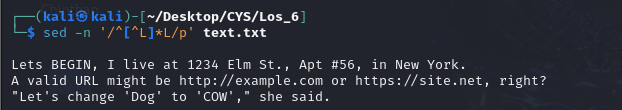 ┌──(kali㉿kali)-[~/Desktop/CYS/Los_6]
└─$ sed -n '/^[^L]*L/p' text.txt
Lets BEGIN, I live at 1234 Elm St., Apt #56, in New York.
A valid URL might be http://example.com or https://site.net, right?
"Let's change 'Dog' to 'COW'," she said.